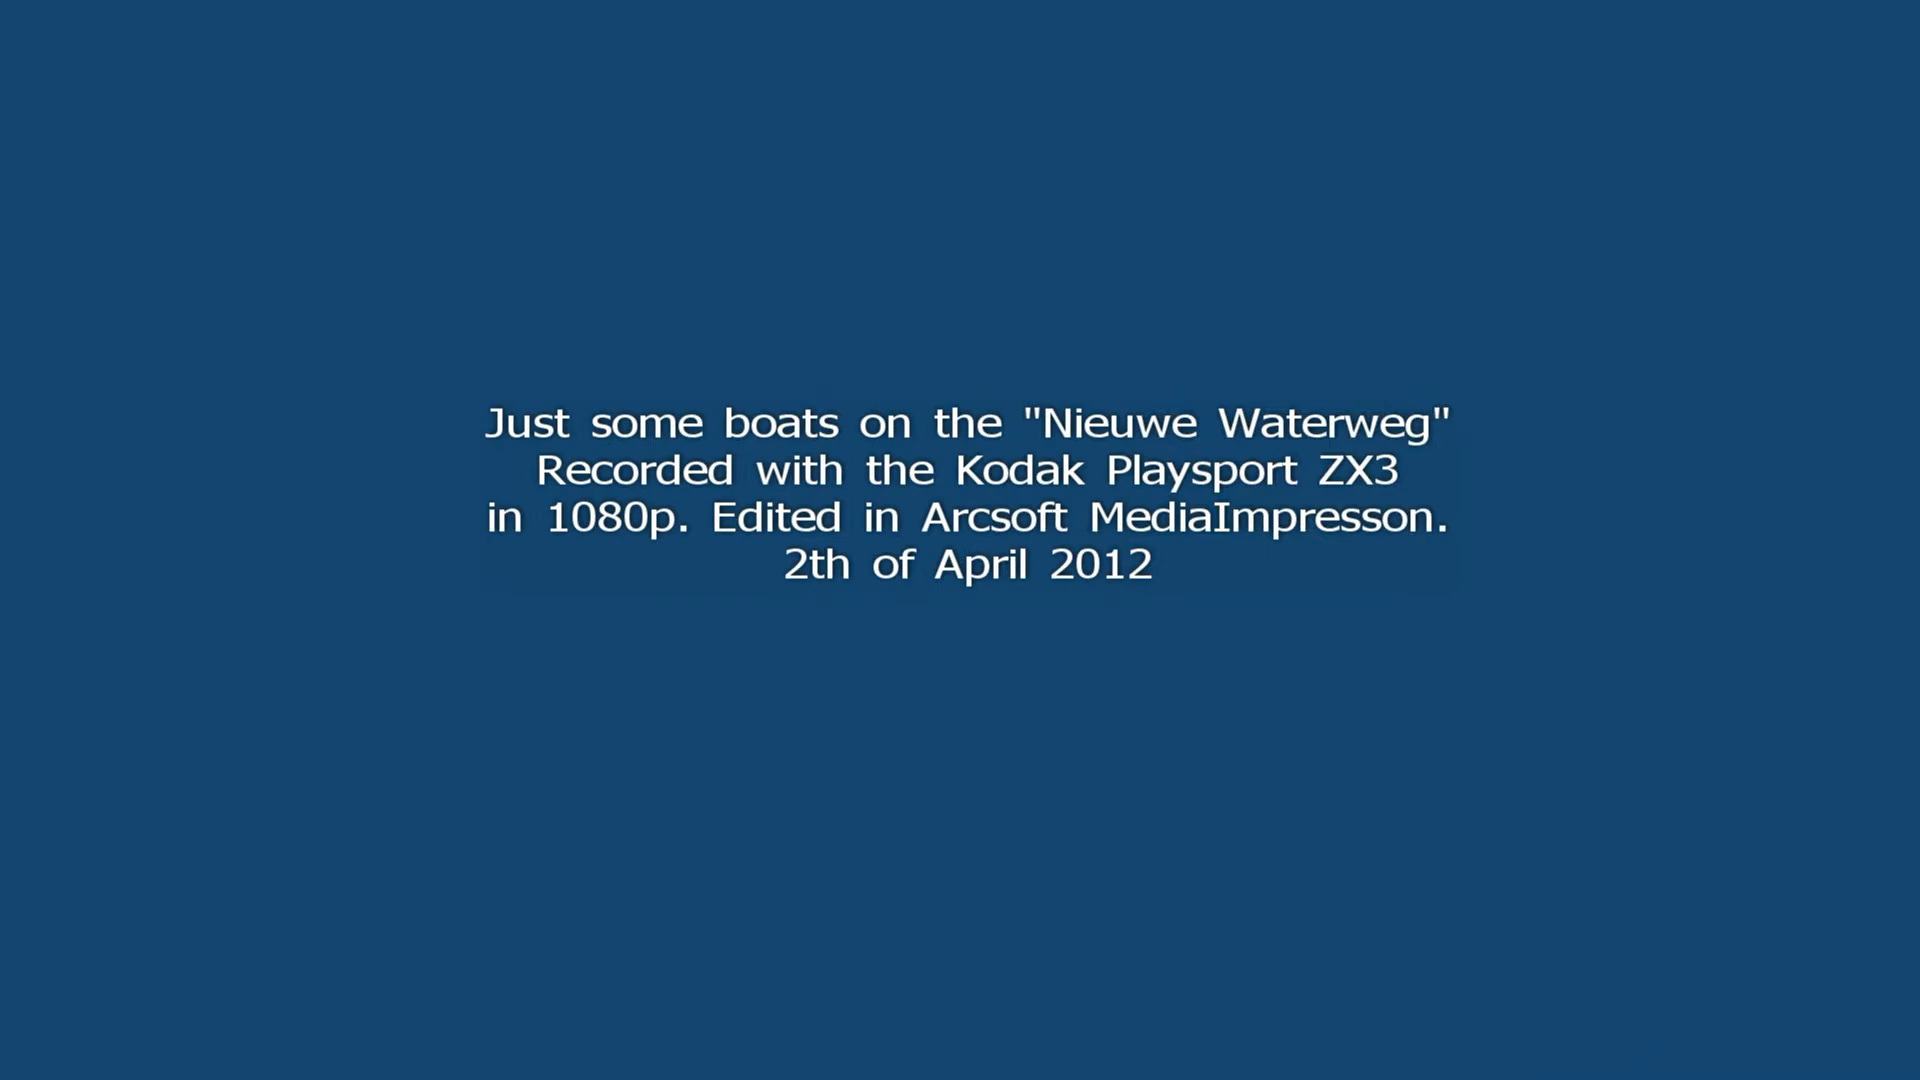 Just some boats on the "Nieuwe Waterweg"
Recorded with the Kodak Playsport ZX3
in 1080p. Edited in Arcsoft MediaImpresson.
2th of April 2012